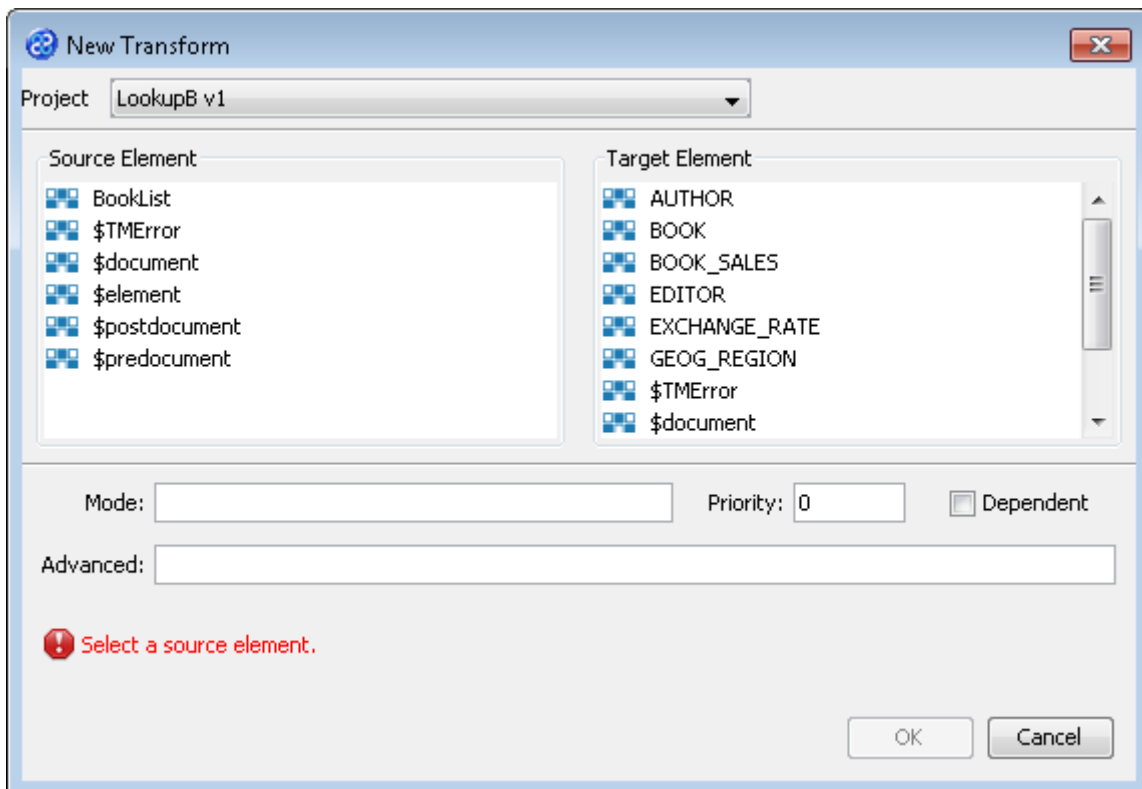 New Transform
Project LookupB v1
Source Element
BookList
$TMError
$document
$element
$postdocument
$predocument
Target Element
AUTHOR
BOOK
BOOK_SALES
EDITOR
EXCHANGE_RATE
GEOG_REGION
$TMError
$document
Mode: Priority: 0 Dependent
Advanced:
Select a source element.
OK Cancel